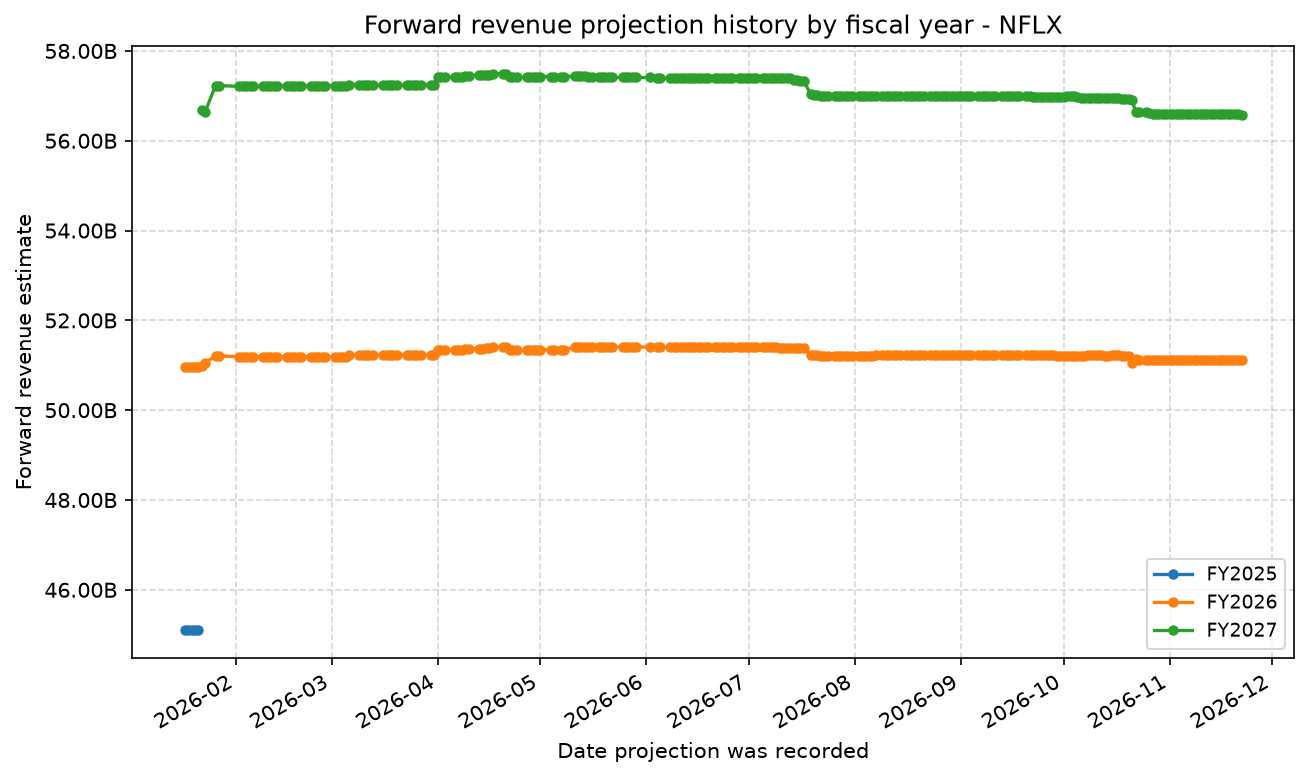 Forward revenue projection history by fiscal year - NFLX
58.00B
56.00B
54.00B
52.00B
50.00B
48.00B
46.00B
Forward revenue estimate
FY2025
FY2026
FY2027
2026-02
2026-03
2026-04
2026-05
2026-06
2026-07
2026-08
2026-09
2026-10
2026-11
2026-12
Date projection was recorded